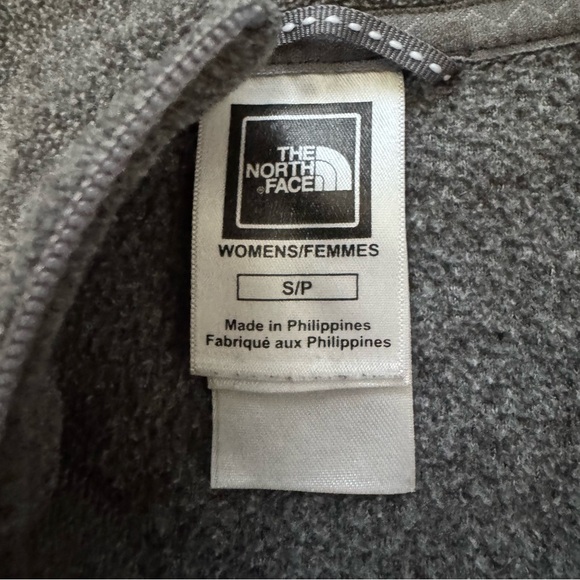 THE
NORTH
®FACE
WOMENS/FEMMES
S/P
Made in Philippines
Fabriqué aux Philippines